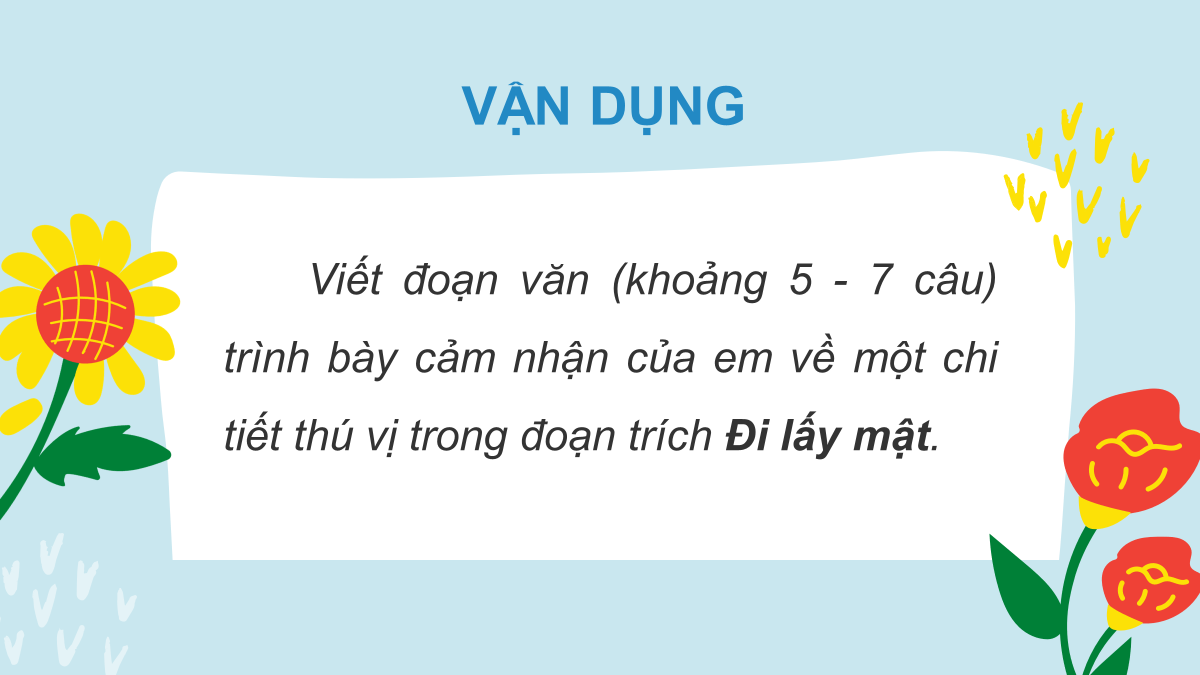 VẬN DỤNG
Viết đoạn văn (khoảng 5 - 7 câu)
trình bày cảm nhận của em về một chi
tiết thú vị trong đoạn trích Đi lấy mật.